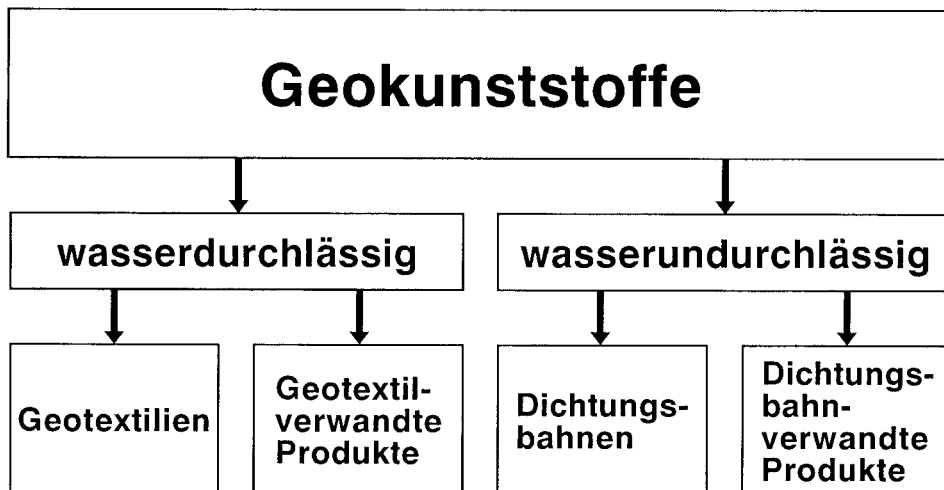 Geokunststoffe
wasserdurchlässig
wasserundurchlässig
Geotextilien
Geotextil-
verwandte
Produkte
Dichtungs-
bahnen
Dichtungs-
bahn-
verwandte
Produkte